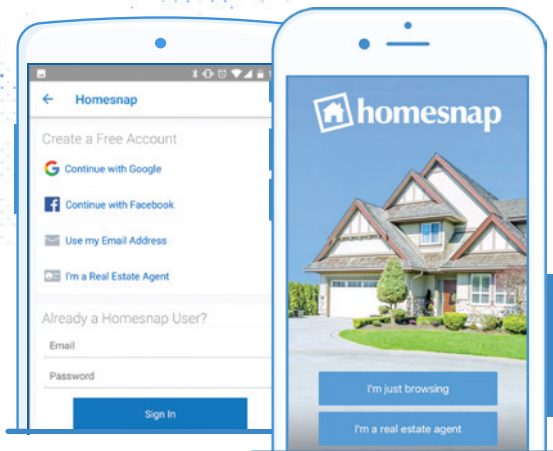 Homesnap
Create a Free Account
Continue with Google
Continue with Facebook
Use my Email Address
I'm a Real Estate Agent
Already a Homesnap User?
Email
Password
Sign In
homesnap
I'm just browsing
I'm a real estate agent